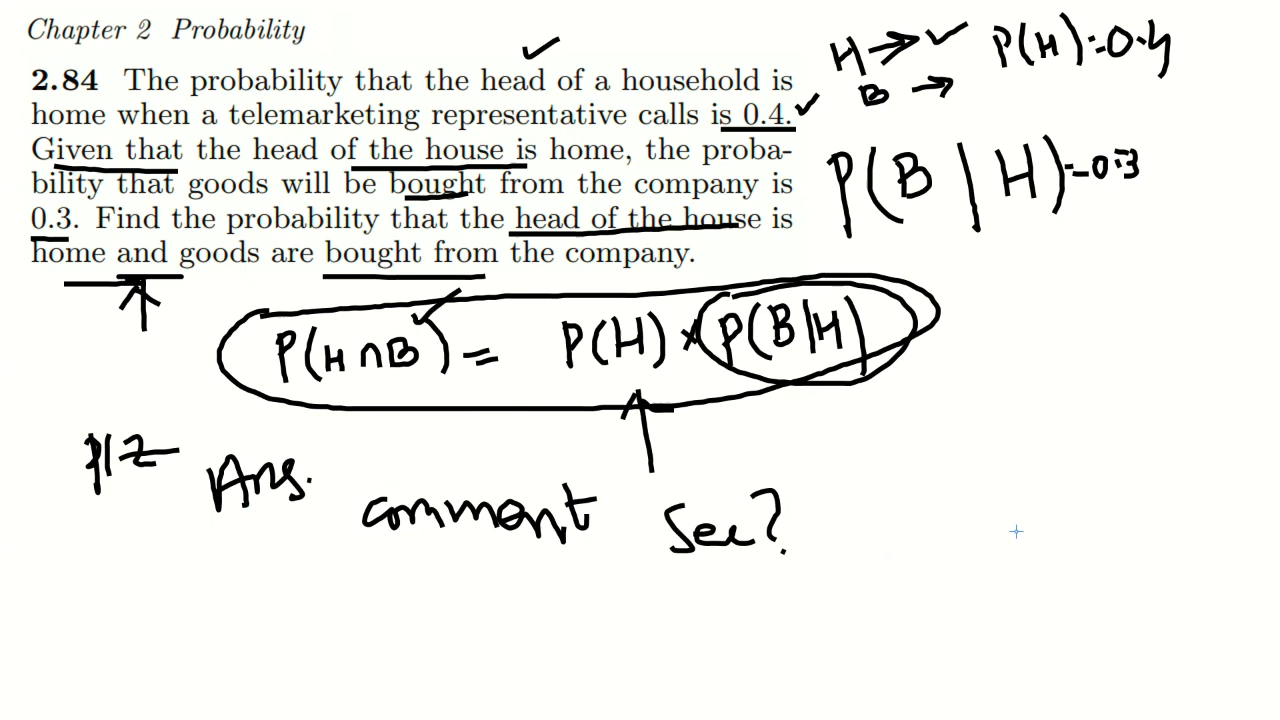 Chapter 2 Probability
2.84 The probability that the head of a household is
home when a telemarketing representative calls is 0.4.
Given that the head of the house is home, the proba-
bility that goods will be bought from the company is
0.3. Find the probability that the head of the house is
home and goods are bought from the company.
H → ✓ P(H)=0.4
B →
P(B|H)=0.3
P(H∩B) = P(H) × P(B|H)
plz Ans. comment Sec?